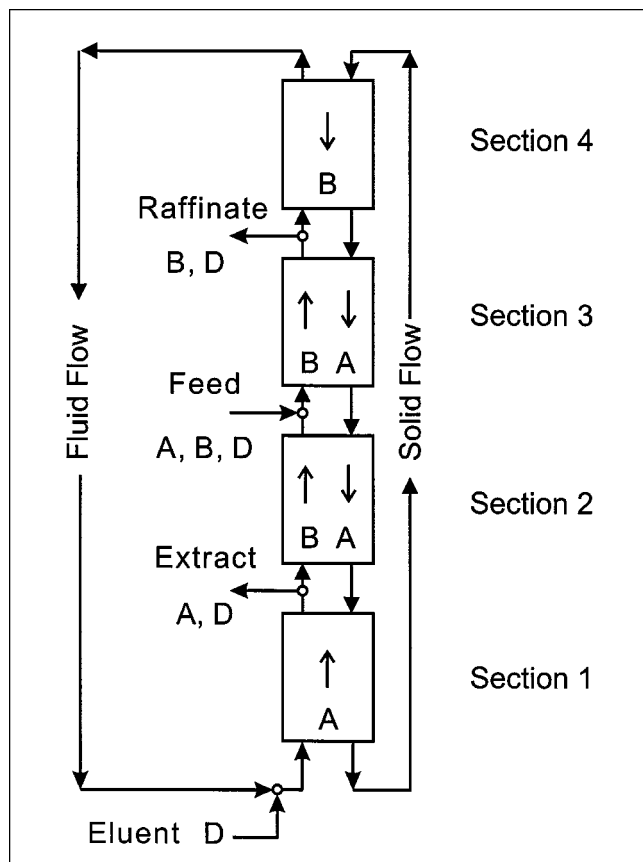 Section 4
B
Raffinate
B, D
Section 3
B A
Fluid Flow
Solid Flow
Feed
A, B, D
Section 2
B A
Extract
A, D
Section 1
A
Eluent D